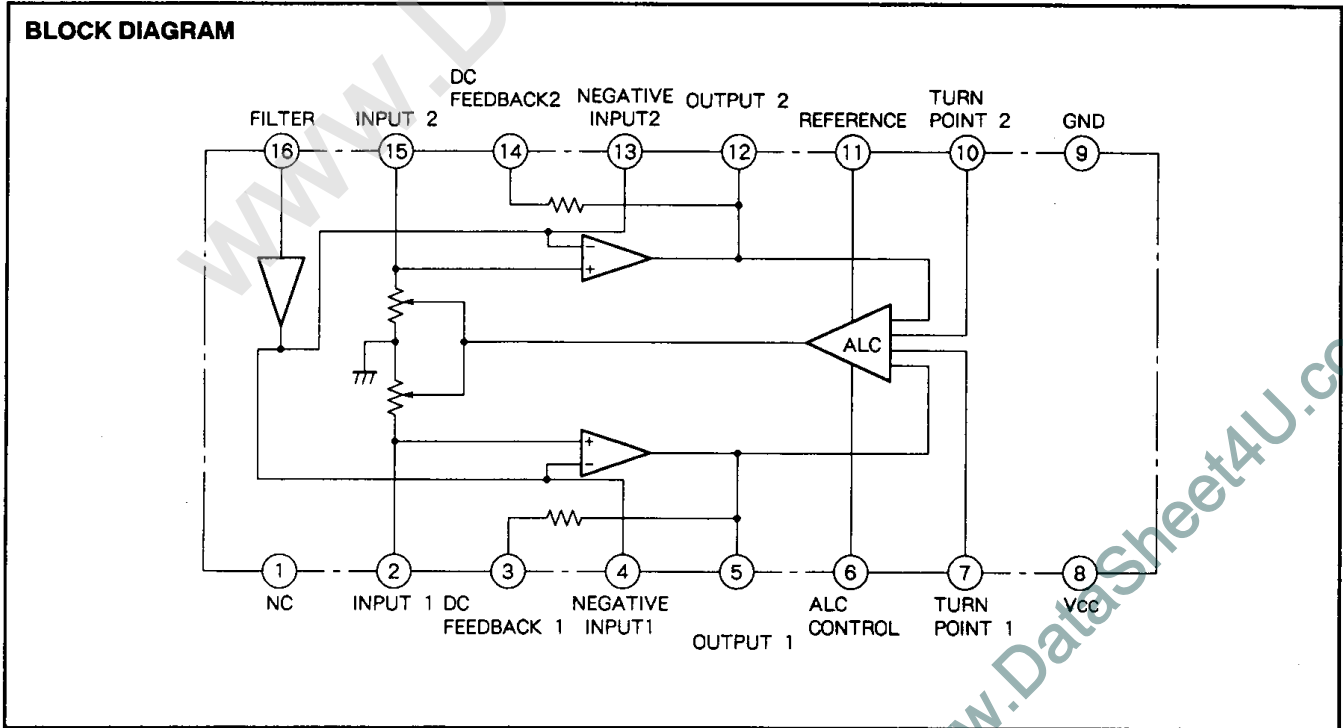 BLOCK DIAGRAM
DC
FEEDBACK2
NEGATIVE
INPUT2
OUTPUT 2
TURN
POINT 2
FILTER
INPUT 2
REFERENCE
GND
16
15
14
13
12
11
10
9
−
+
ALC
+
−
1
2
3
4
5
6
7
8
NC
INPUT 1
DC
FEEDBACK 1
NEGATIVE
INPUT1
OUTPUT 1
ALC
CONTROL
TURN
POINT 1
VCC
www.D
w.DataSheet4U.co